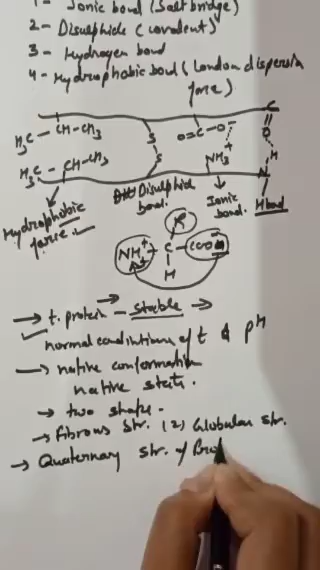 1 - Ionic bond (Salt bridge)
2 - Disulphide (covalent)
3 - Hydrogen bond
4 - Hydrophobic bond (London dispersion
force)
H3C - CH-CH3
S
S
O=C-O-
C
O
H
N
H3C - CH-CH3
NH3+
Hydrophobic
force.
Disulphide
bond.
Ionic
bond.
H bond
R
NH3+ - C - COO-
H
→ t. protein → stable →
normal conditions of t & pH
→ native conformation
native state.
→ two shape.
→ Fibrous str. (2) Globular str.
→ Quaternary str. of Pro